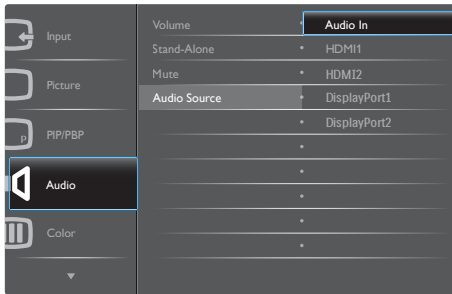 Input
Picture
P
PIP/PBP
Audio
Color
Volume
Stand-Alone
Mute
Audio Source
Audio In
HDMI1
HDMI2
DisplayPort1
DisplayPort2